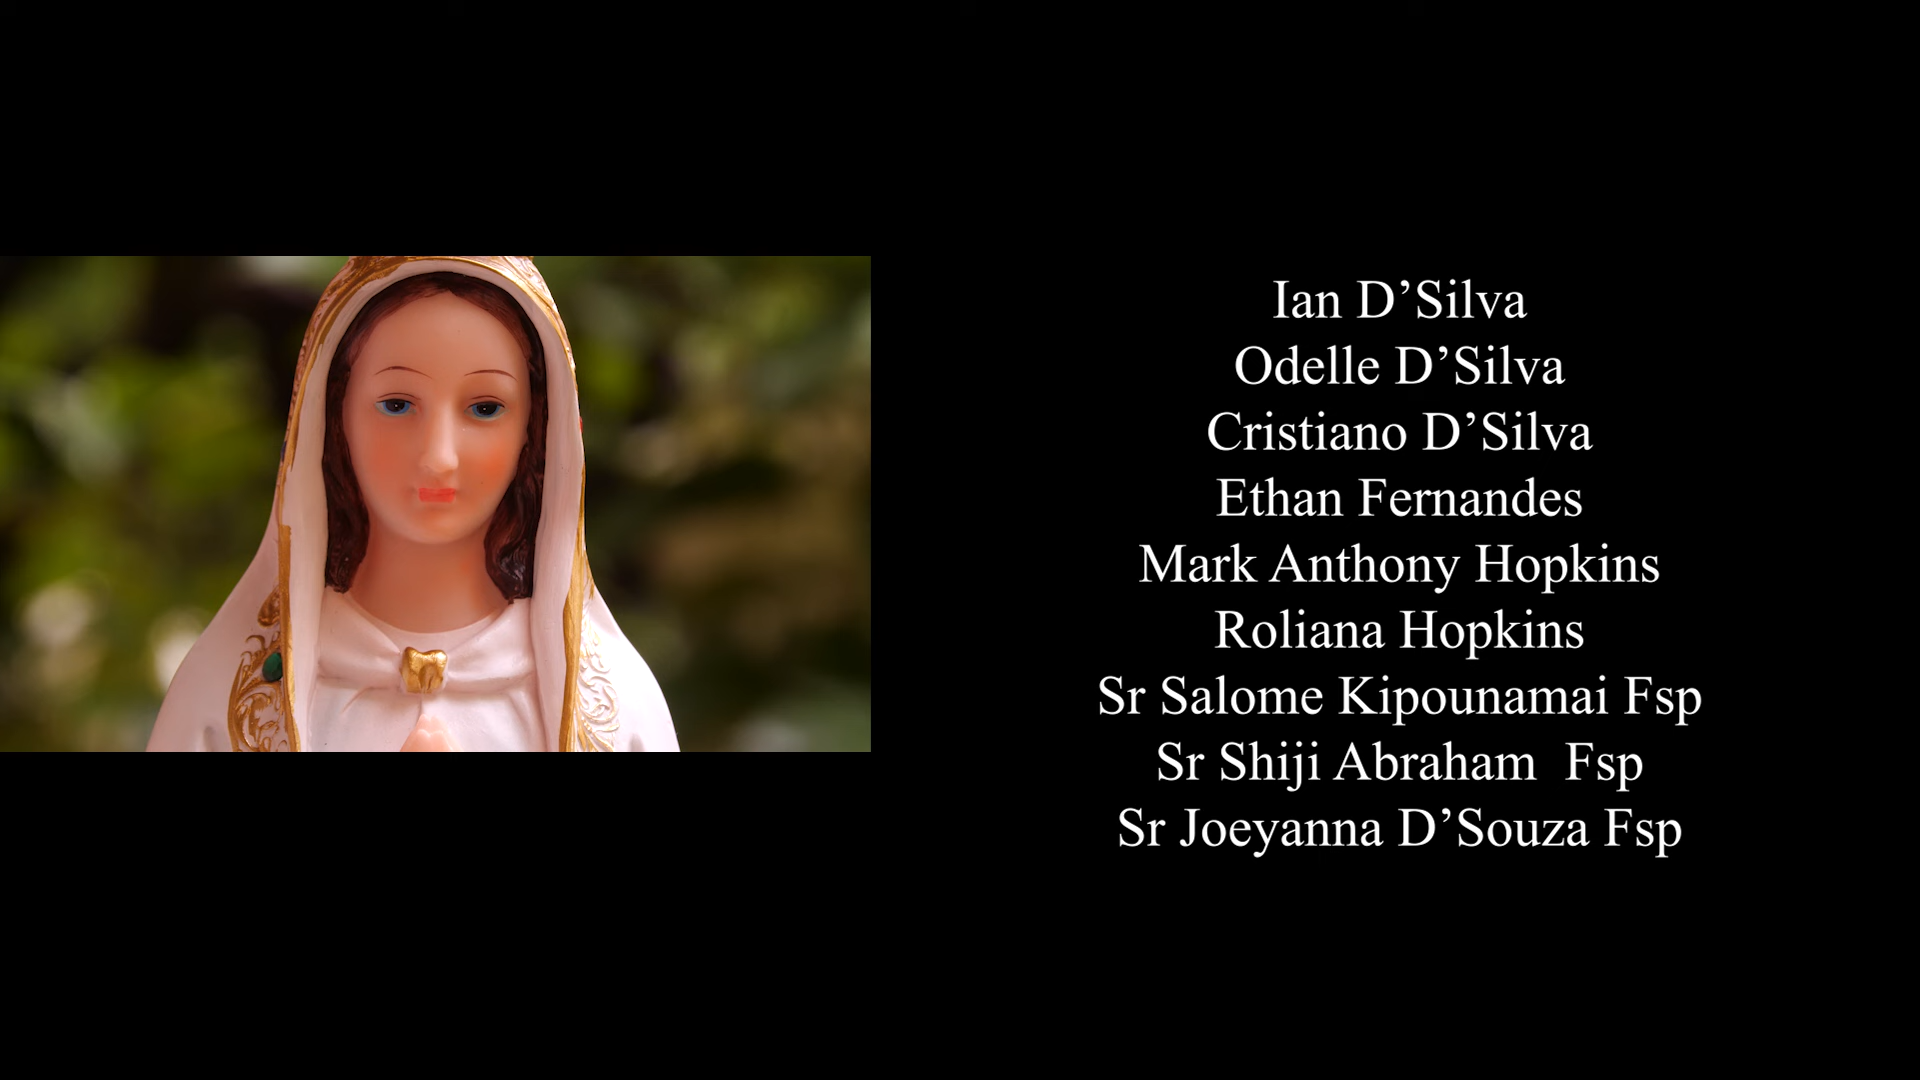 Ian D’Silva
Odelle D’Silva
Cristiano D’Silva
Ethan Fernandes
Mark Anthony Hopkins
Roliana Hopkins
Sr Salome Kipounamai Fsp
Sr Shiji Abraham  Fsp
Sr Joeyanna D’Souza Fsp